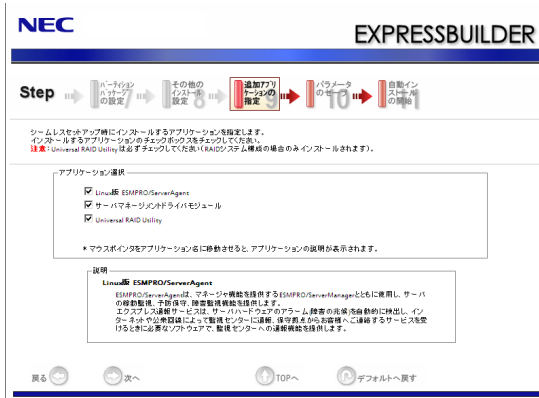 NEC
EXPRESSBUILDER
Step
パーティション パッケージの設定 7
その他のインストール設定 8
追加アプリケーションの指定 9
パラメータのセーブ 10
自動インストールの開始 11
シームレスセットアップ時にインストールするアプリケーションを指定します。
インストールするアプリケーションのチェックボックスをチェックしてください。
注意：Universal RAID Utilityは必ずチェックしてください(RAIDシステム構成の場合のみインストールされます)。
アプリケーション選択
Linux版 ESMPRO/ServerAgent
サーバマネージメントドライバモジュール
Universal RAID Utility
* マウスポインタをアプリケーション名に移動させると、アプリケーションの説明が表示されます。
説明
Linux版 ESMPRO/ServerAgent
ESMPRO/ServerAgentは、マネージャ機能を提供するESMPRO/ServerManagerとともに使用し、サーバ
の稼動監視、予防保守、障害監視機能を提供します。
エクスプレス通報サービスは、サーバハードウェアのアラーム(障害の兆候)を自動的に検出し、イン
ターネットや公衆回線によって監視センターに通報、保守拠点からお客様へご連絡するサービスを受
けるときに必要なソフトウェアで、監視センターへの通報機能を提供します。
戻る
次へ
TOPへ
デフォルトへ戻す